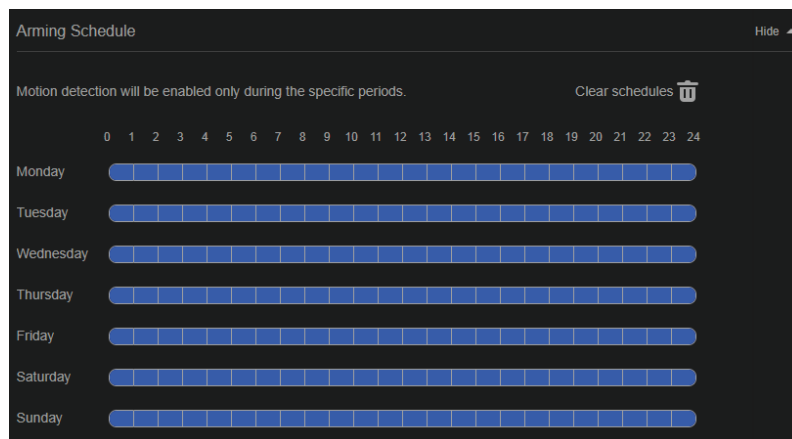 Arming Schedule Hide
Motion detection will be enabled only during the specific periods. Clear schedules
0 1 2 3 4 5 6 7 8 9 10 11 12 13 14 15 16 17 18 19 20 21 22 23 24
Monday
Tuesday
Wednesday
Thursday
Friday
Saturday
Sunday